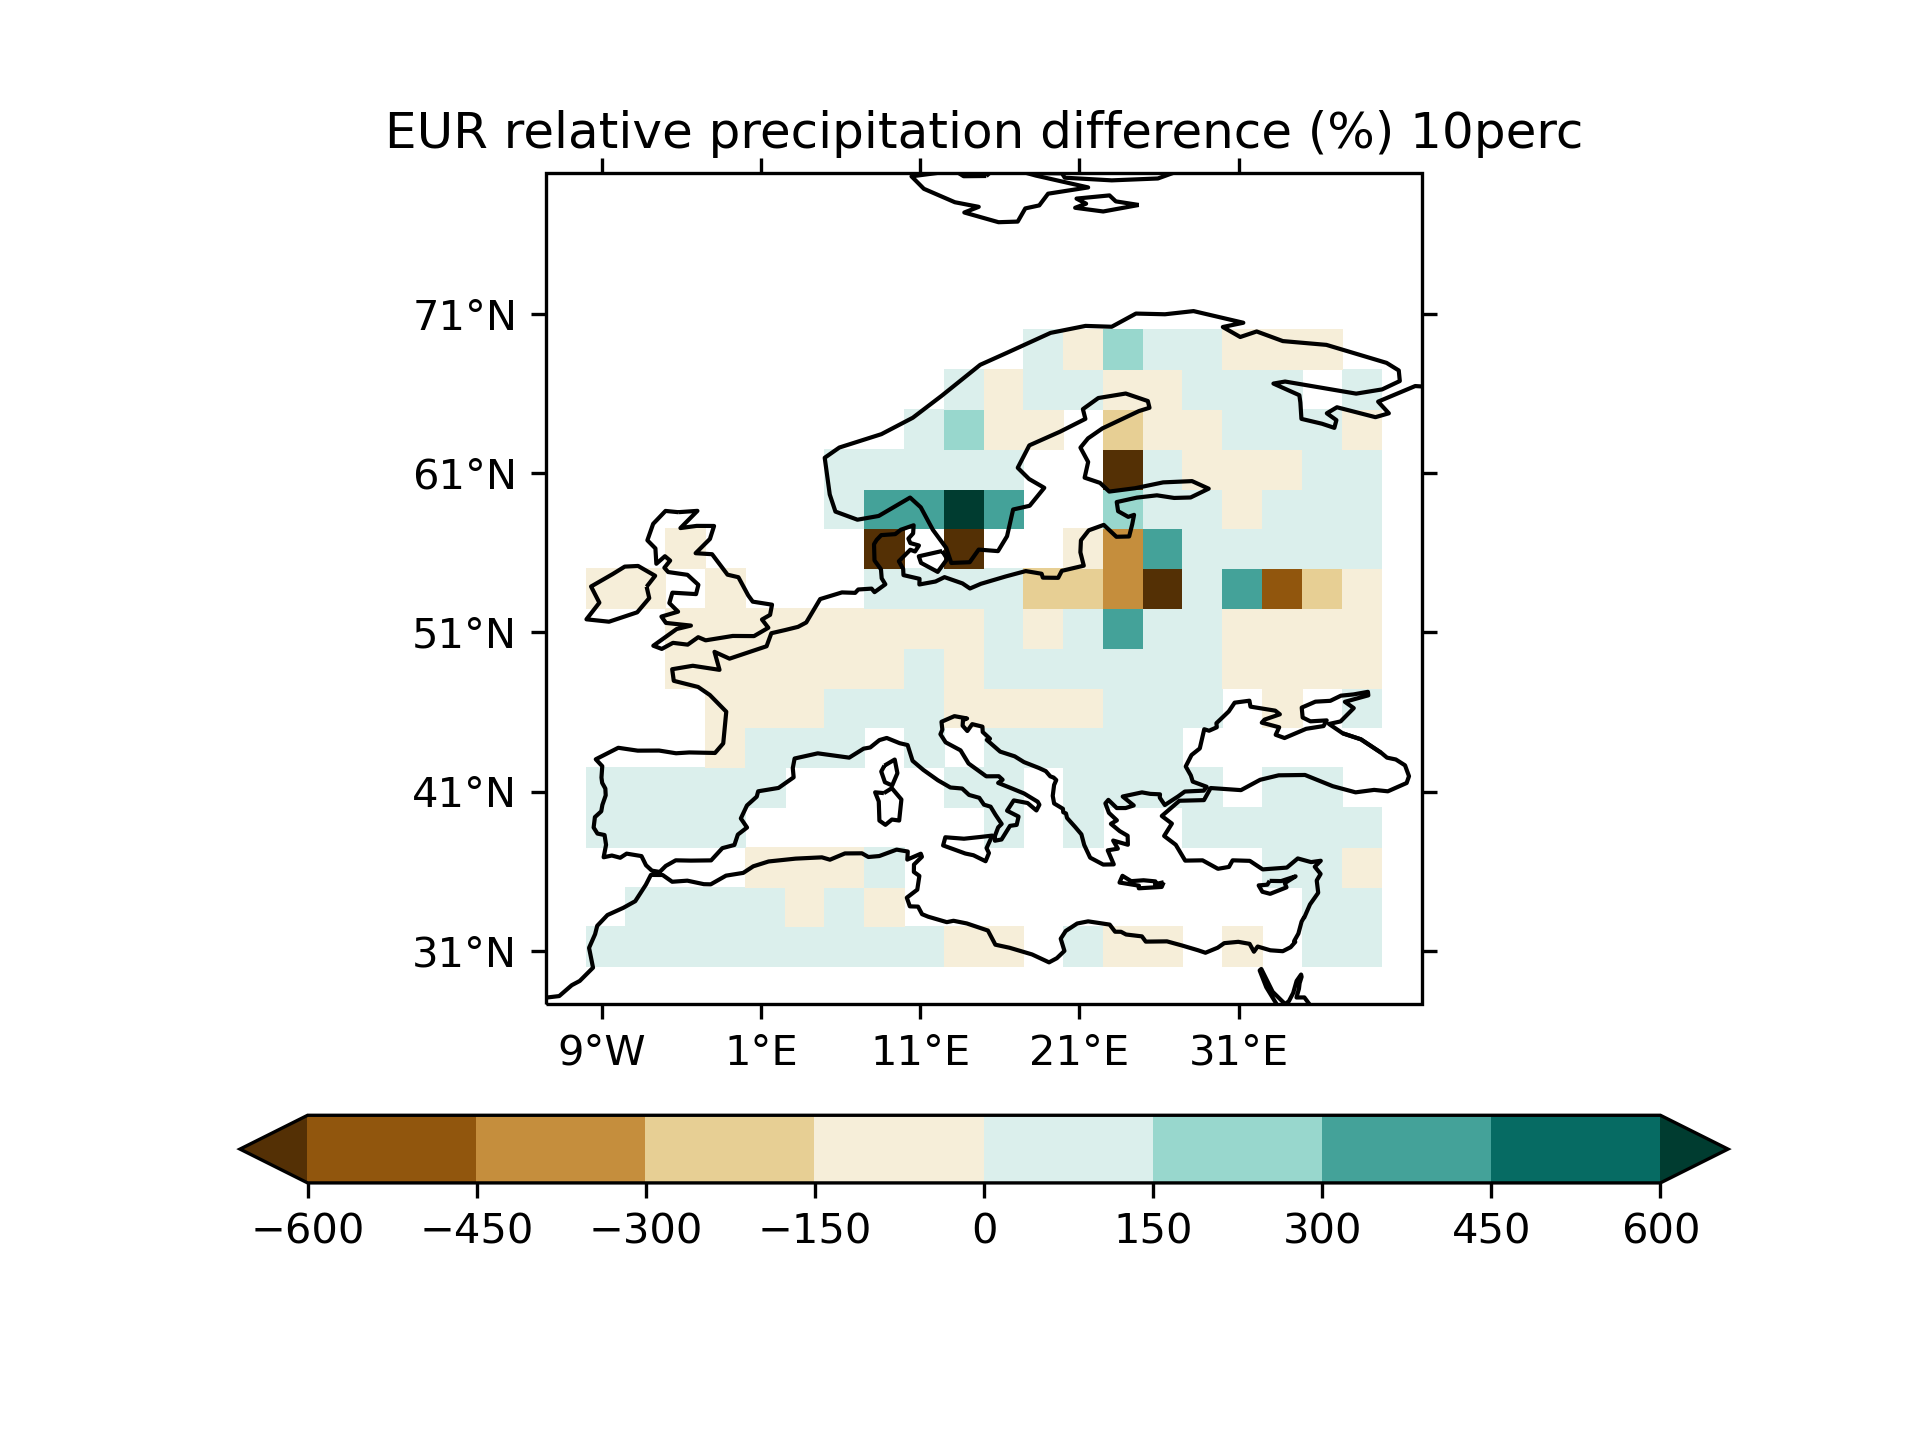 EUR relative precipitation difference (%) 10perc
71°N
61°N
51°N
41°N
31°N
9°W 1°E 11°E 21°E 31°E
−600 −450 −300 −150 0 150 300 450 600